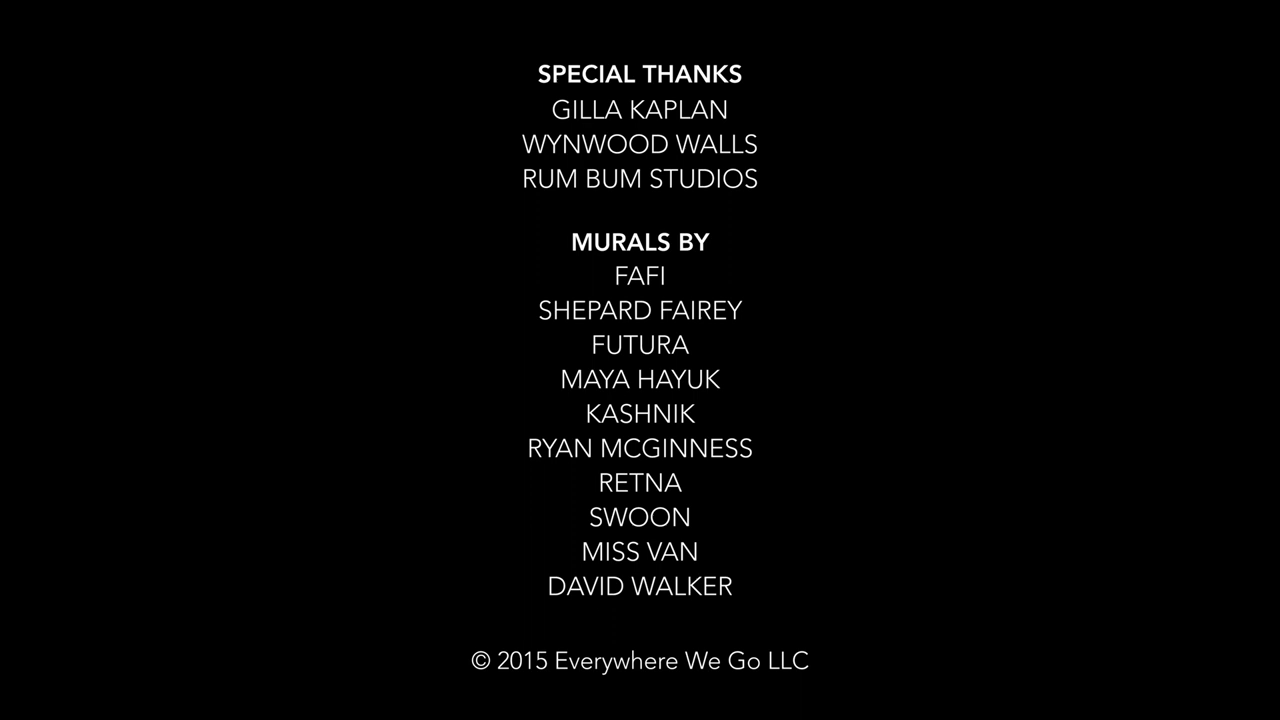 SPECIAL THANKS
GILLA KAPLAN
WYNWOOD WALLS
RUM BUM STUDIOS
MURALS BY
FAFI
SHEPARD FAIREY
FUTURA
MAYA HAYUK
KASHNIK
RYAN MCGINNESS
RETNA
SWOON
MISS VAN
DAVID WALKER
© 2015 Everywhere We Go LLC